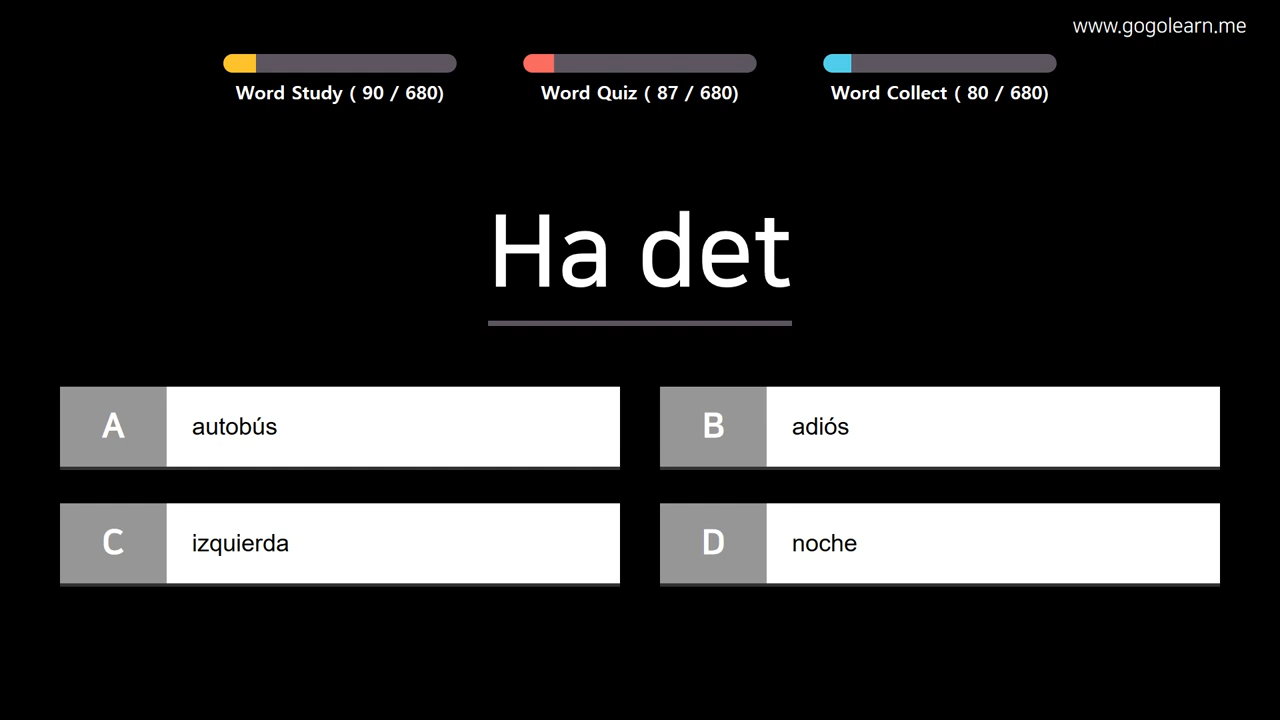 www.gogolearn.me
Word Study ( 90 / 680)
Word Quiz ( 87 / 680)
Word Collect ( 80 / 680)
Ha det
A autobús
B adiós
C izquierda
D noche